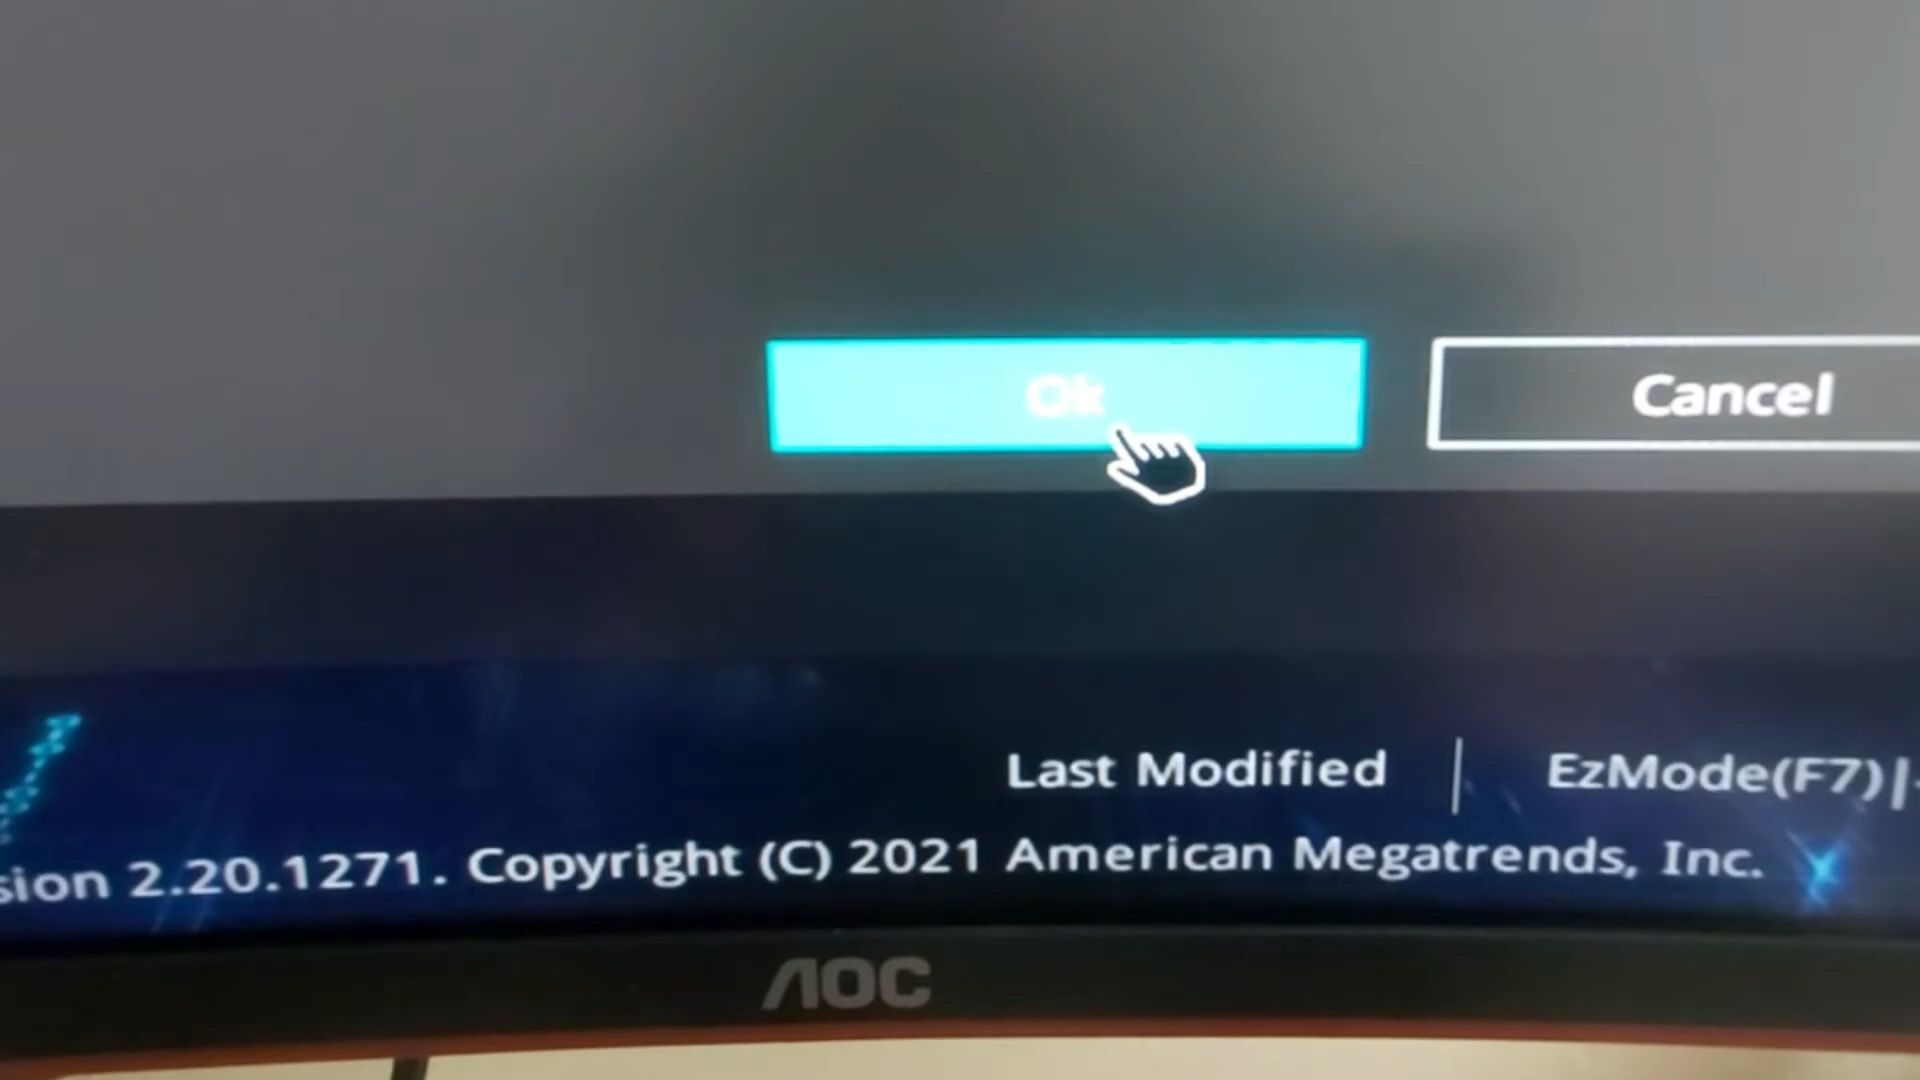 Ok
Cancel
Last Modified | EzMode(F7)|
sion 2.20.1271. Copyright (C) 2021 American Megatrends, Inc.
AOC